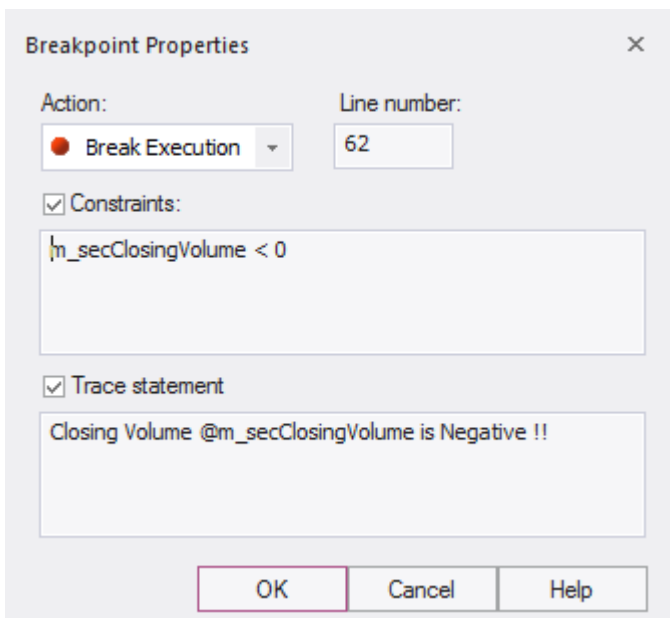 Breakpoint Properties
Action:
Line number:
Break Execution
62
Constraints:
m_secClosingVolume < 0
Trace statement
Closing Volume @m_secClosingVolume is Negative !!
OK
Cancel
Help